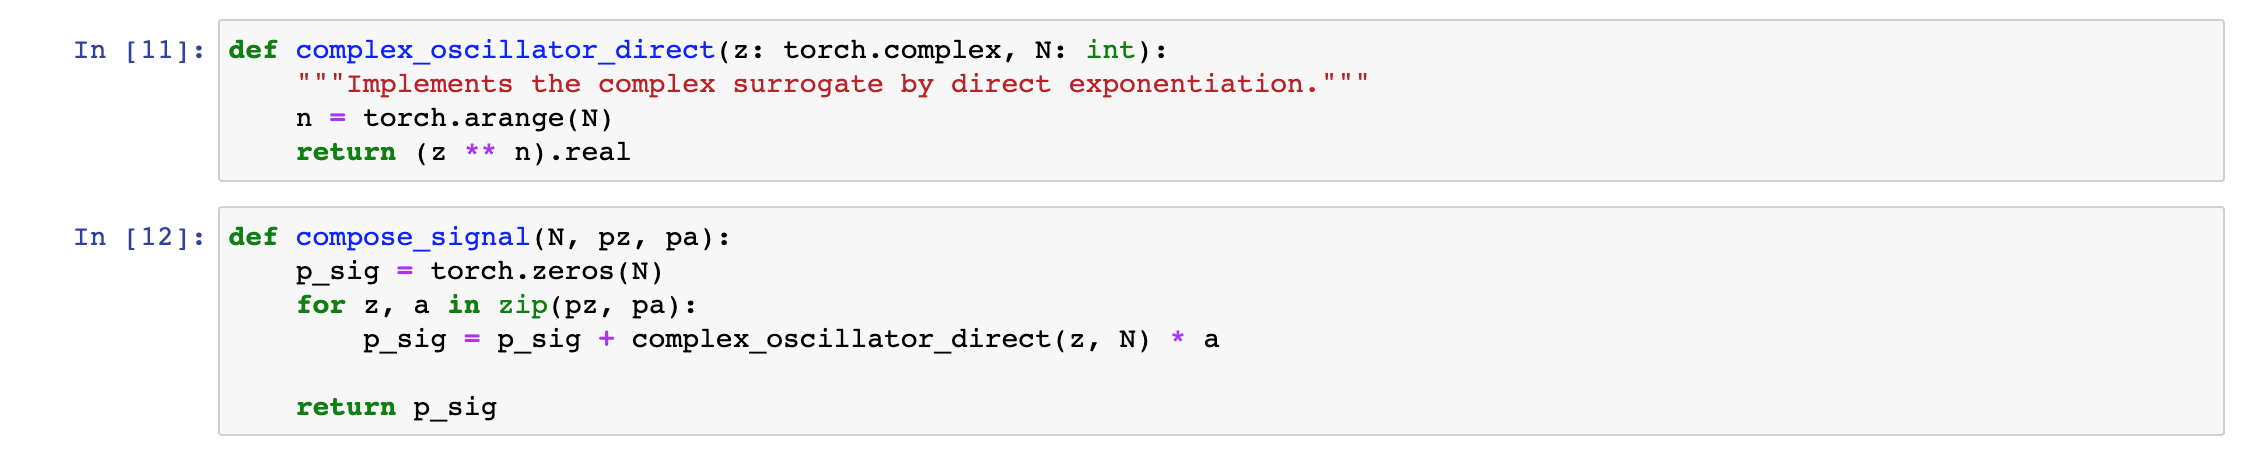 In [11]: def complex_oscillator_direct(z: torch.complex, N: int):
    """Implements the complex surrogate by direct exponentiation."""
    n = torch.arange(N)
    return (z ** n).real
In [12]: def compose_signal(N, pz, pa):
    p_sig = torch.zeros(N)
    for z, a in zip(pz, pa):
        p_sig = p_sig + complex_oscillator_direct(z, N) * a
    return p_sig